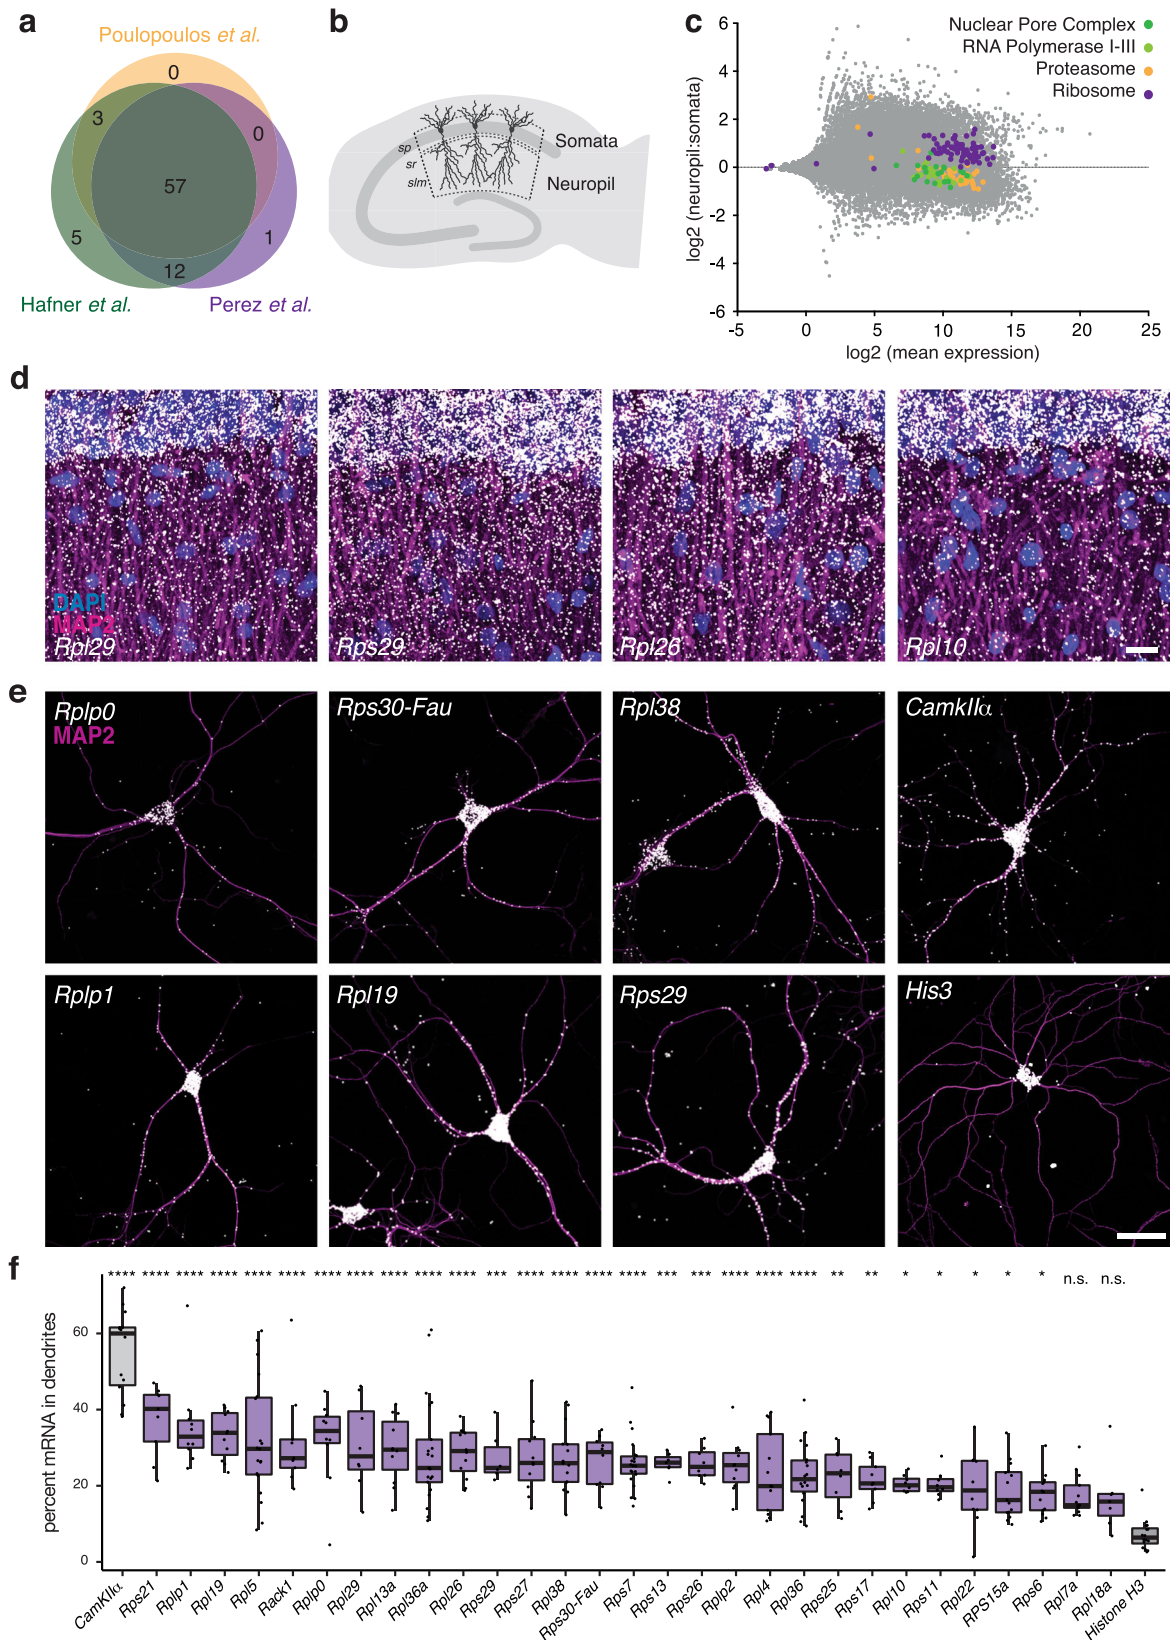 a
Poulopoulos et al.
0
3
0
57
5
1
12
Hafner et al.
Perez et al.
b
sp
sr
slm
Somata
Neuropil
c
Nuclear Pore Complex
RNA Polymerase I-III
Proteasome
Ribosome
log2 (neuropil:somata)
6
4
2
0
-2
-4
-6
-5
0
5
10
15
20
25
log2 (mean expression)
d
DAPI
MAP2
Rpl29
Rps29
Rpl26
Rpl10
e
Rplp0
MAP2
Rps30-Fau
Rpl38
CamkIIα
Rplp1
Rpl19
Rps29
His3
f
**** **** **** **** **** **** **** **** **** **** **** *** **** **** **** **** *** *** **** **** **** ** ** * * * * * n.s. n.s.
percent mRNA in dendrites
60
40
20
0
CamKIIα
Rps21
Rplp1
Rpl19
Rpl5
Rack1
Rplp0
Rpl29
Rpl13a
Rpl36a
Rpl26
Rps29
Rps27
Rpl38
Rps30-Fau
Rps7
Rps13
Rps26
Rplp2
Rpl4
Rpl36
Rps25
Rps17
Rpl10
Rps11
Rpl22
RPS15a
Rps6
Rpl7a
Rpl18a
Histone H3